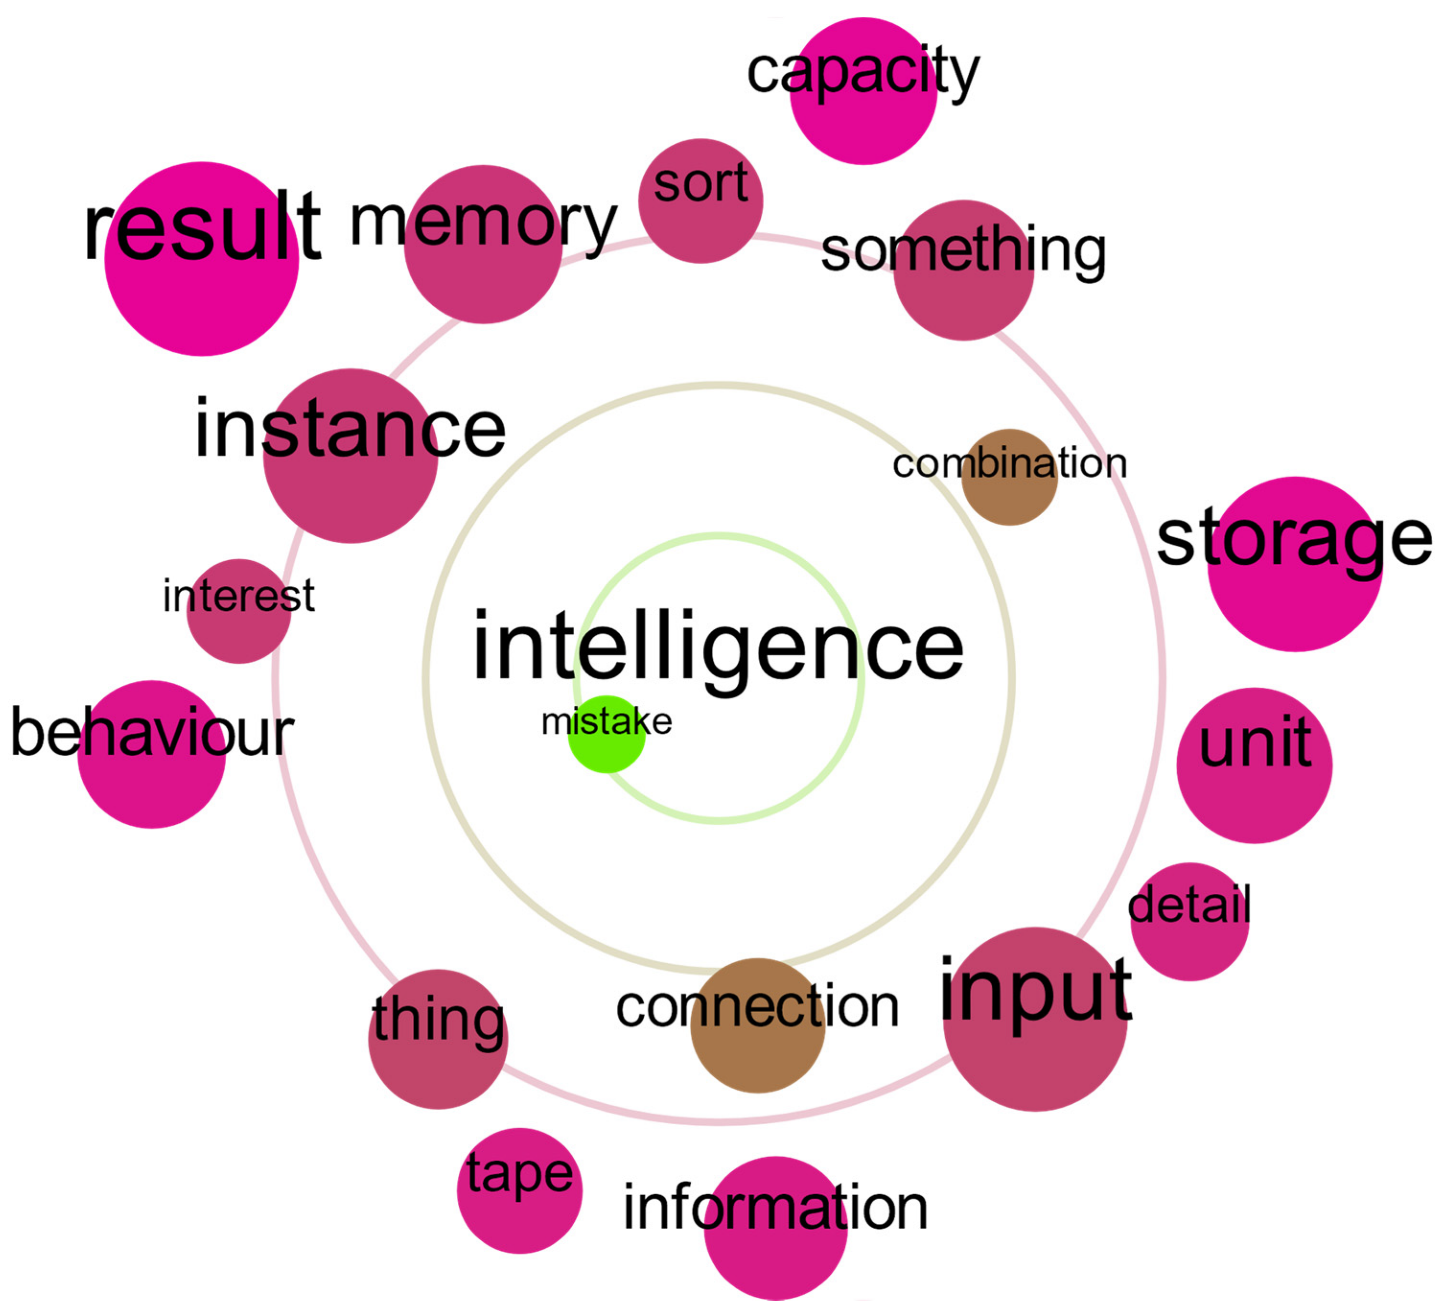 capacity
sort
result
memory
something
instance
combination
storage
interest
intelligence
mistake
behaviour
unit
detail
input
connection
thing
tape
information